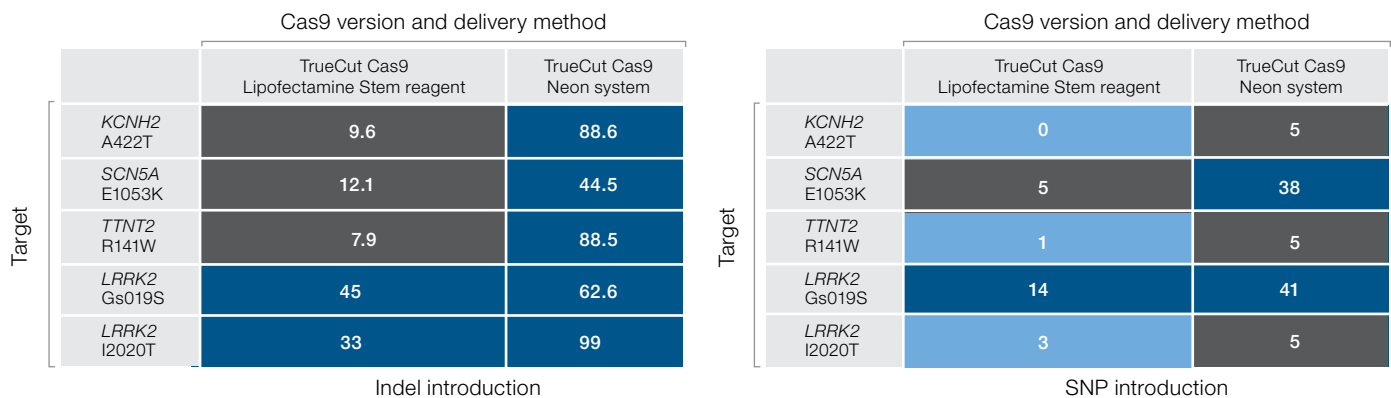 Cas9 version and delivery method
TrueCut Cas9
Lipofectamine Stem reagent
TrueCut Cas9
Neon system
Target
KCNH2
A422T
9.6
88.6
SCN5A
E1053K
12.1
44.5
TTNT2
R141W
7.9
88.5
LRRK2
Gs019S
45
62.6
LRRK2
I2020T
33
99
Indel introduction
Cas9 version and delivery method
TrueCut Cas9
Lipofectamine Stem reagent
TrueCut Cas9
Neon system
Target
KCNH2
A422T
0
5
SCN5A
E1053K
5
38
TTNT2
R141W
1
5
LRRK2
Gs019S
14
41
LRRK2
I2020T
3
5
SNP introduction